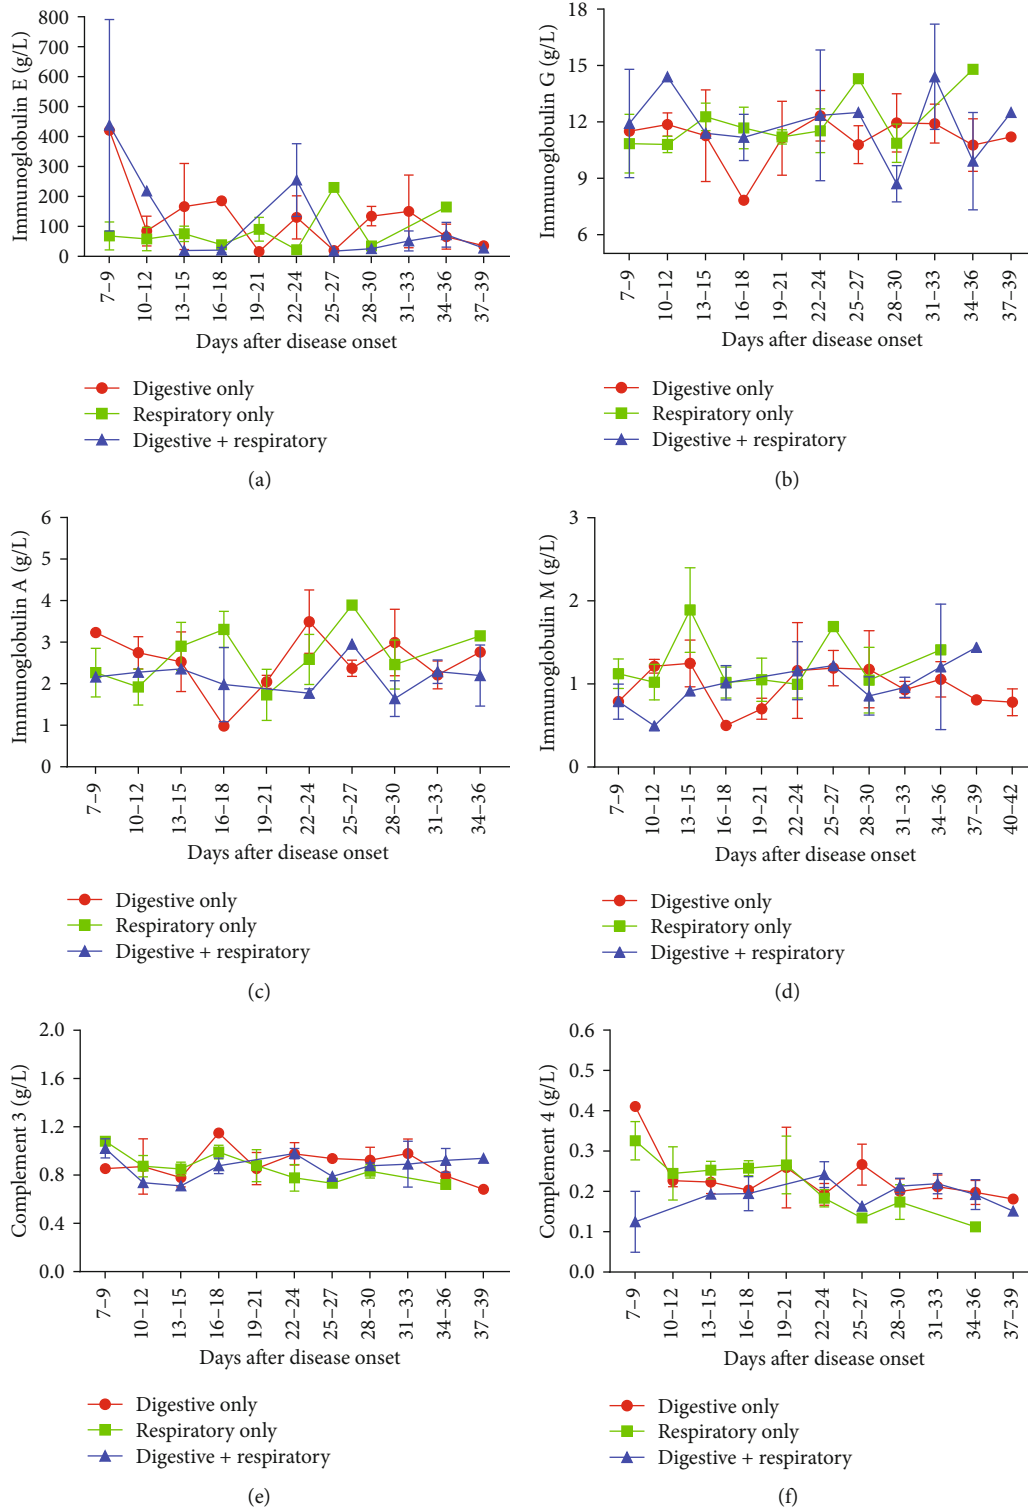 Immunoglobulin E (g/L)
800
700
600
500
400
300
200
100
0
7–9
10–12
13–15
16–18
19–21
22–24
25–27
28–30
31–33
34–36
37–39
Days after disease onset
Digestive only
Respiratory only
Digestive + respiratory
(a)
Immunoglobulin G (g/L)
18
15
12
9
6
7–9
10–12
13–15
16–18
19–21
22–24
25–27
28–30
31–33
34–36
37–39
Days after disease onset
Digestive only
Respiratory only
Digestive + respiratory
(b)
Immunoglobulin A (g/L)
6
5
4
3
2
1
0
7–9
10–12
13–15
16–18
19–21
22–24
25–27
28–30
31–33
34–36
Days after disease onset
Digestive only
Respiratory only
Digestive + respiratory
(c)
Immunoglobulin M (g/L)
3
2
1
0
7–9
10–12
13–15
16–18
19–21
22–24
25–27
28–30
31–33
34–36
37–39
40–42
Days after disease onset
Digestive only
Respiratory only
Digestive + respiratory
(d)
Complement 3 (g/L)
2.0
1.6
1.2
0.8
0.4
0.0
7–9
10–12
13–15
16–18
19–21
22–24
25–27
28–30
31–33
34–36
37–39
Days after disease onset
Digestive only
Respiratory only
Digestive + respiratory
(e)
Complement 4 (g/L)
0.6
0.5
0.4
0.3
0.2
0.1
0.0
7–9
10–12
13–15
16–18
19–21
22–24
25–27
28–30
31–33
34–36
37–39
Days after disease onset
Digestive only
Respiratory only
Digestive + respiratory
(f)